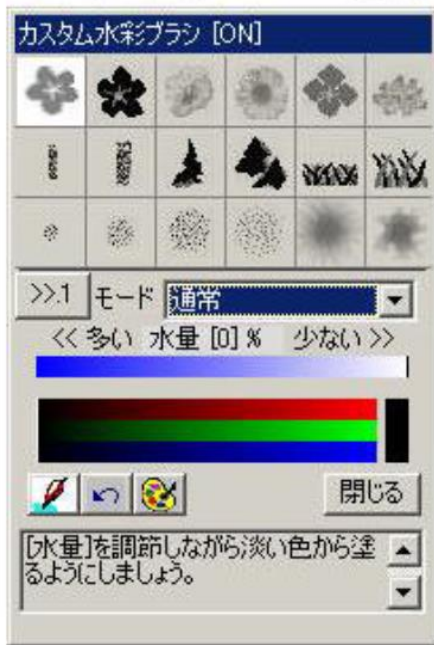 カスタム水彩ブラシ [ON]
>>.1 モード 通常
<< 多い 水量 [0] % 少ない >>
閉じる
[水量]を調節しながら淡い色から塗
るようにしましょう。